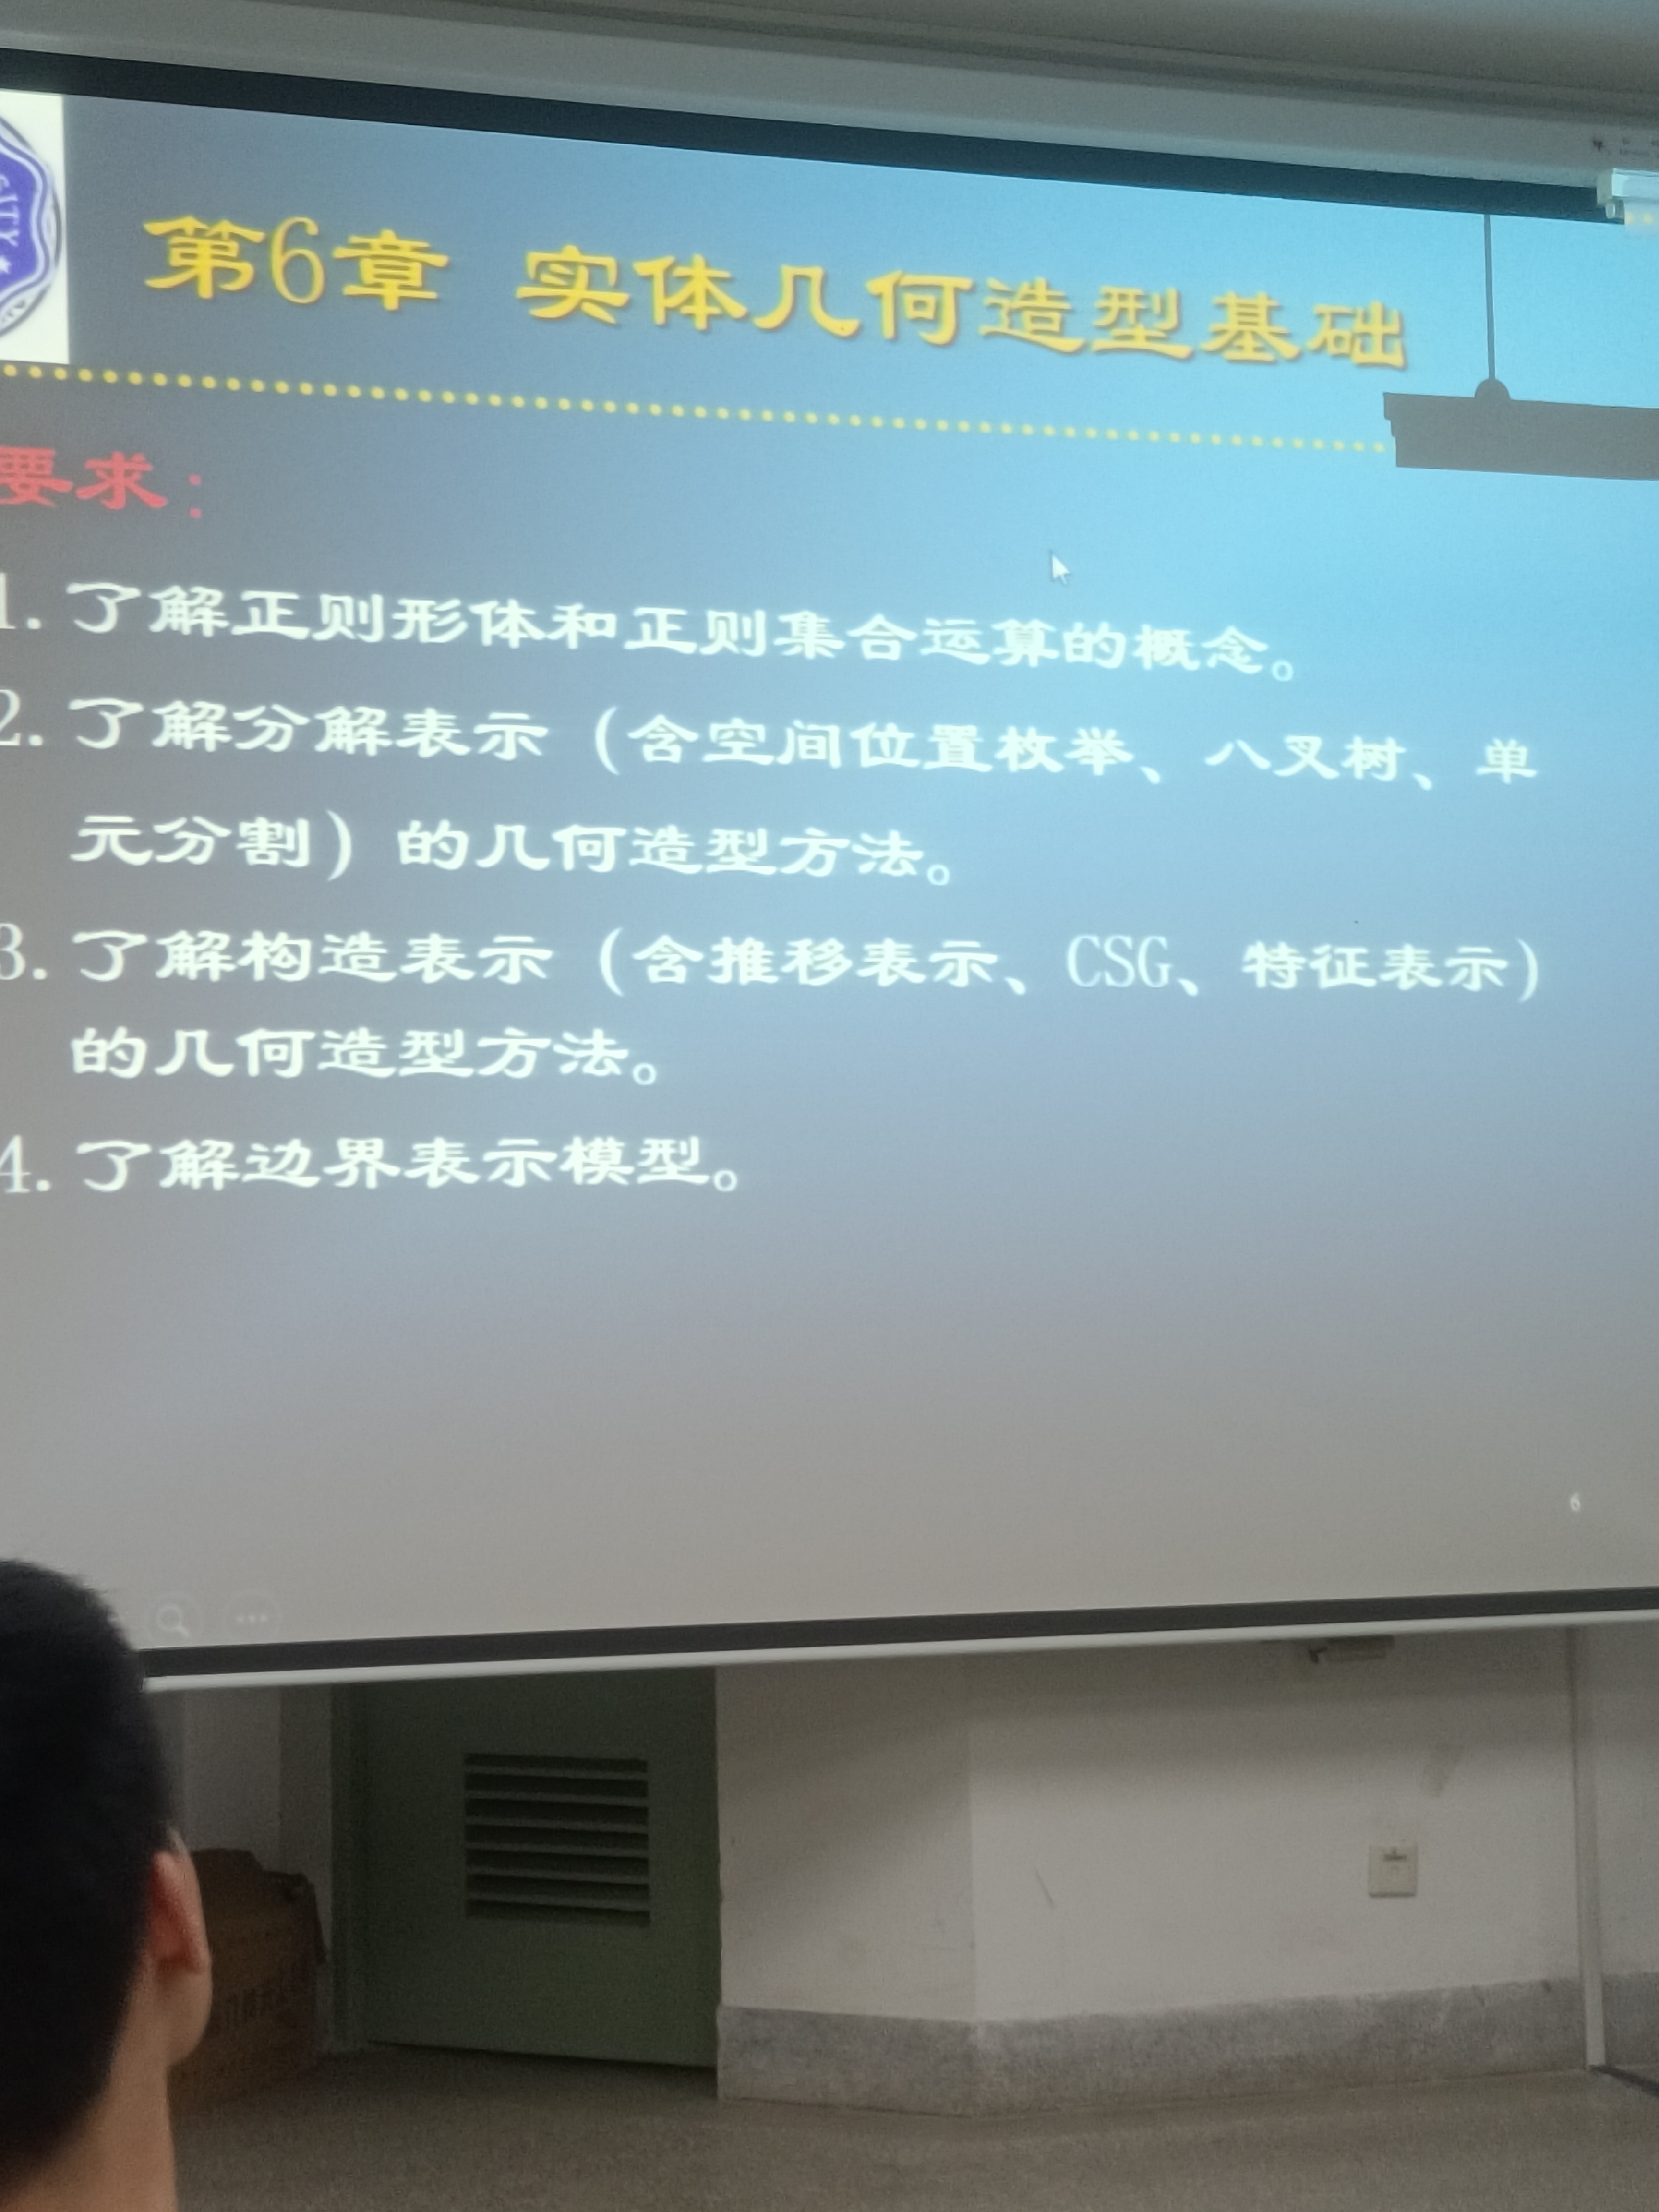 第6章 实体几何造型基础
要求：
1. 了解正则形体和正则集合运算的概念。
2. 了解分解表示（含空间位置枚举、八叉树、单
元分割）的几何造型方法。
3. 了解构造表示（含推移表示、CSG、特征表示）
的几何造型方法。
4. 了解边界表示模型。
6